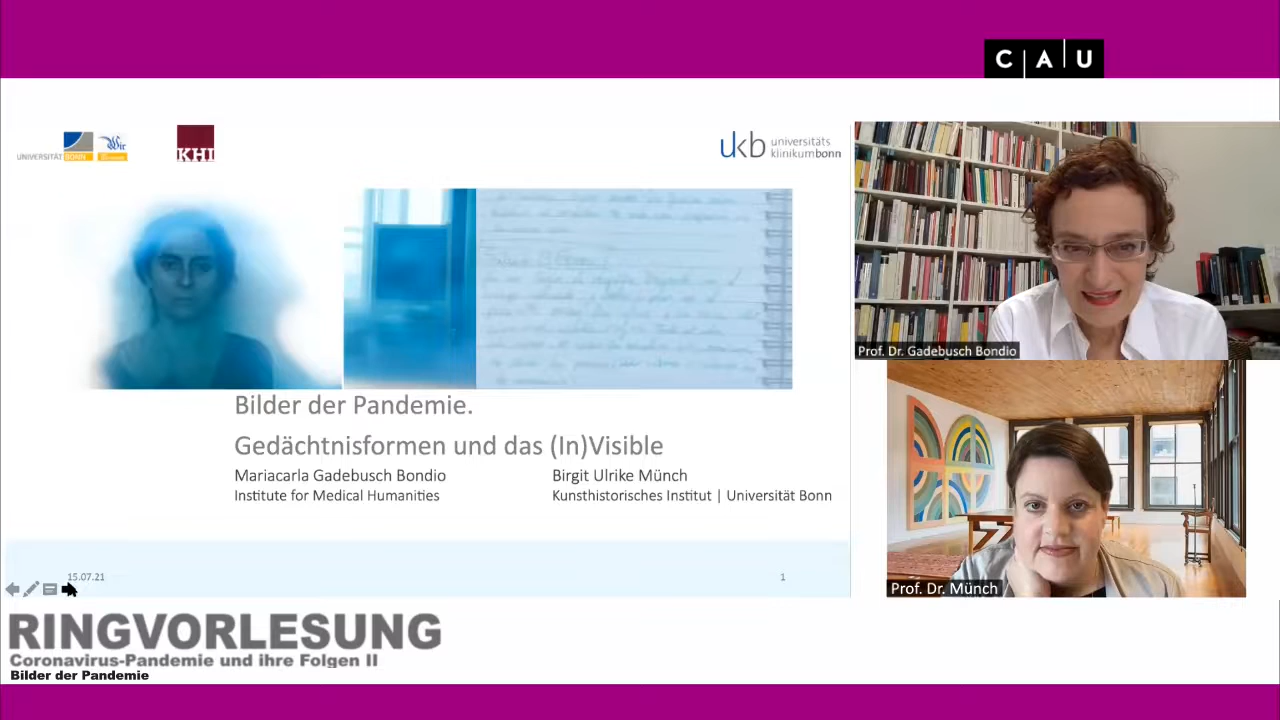 C A U
UNIVERSITÄT BONN
Wir
KHI
ukb universitäts
klinikumbonn
Prof. Dr. Gadebusch Bondio
Bilder der Pandemie.
Gedächtnisformen und das (In)Visible
Mariacarla Gadebusch Bondio
Birgit Ulrike Münch
Institute for Medical Humanities
Kunsthistorisches Institut | Universität Bonn
15.07.21
1
Prof. Dr. Münch
RINGVORLESUNG
Coronavirus-Pandemie und ihre Folgen II
Bilder der Pandemie